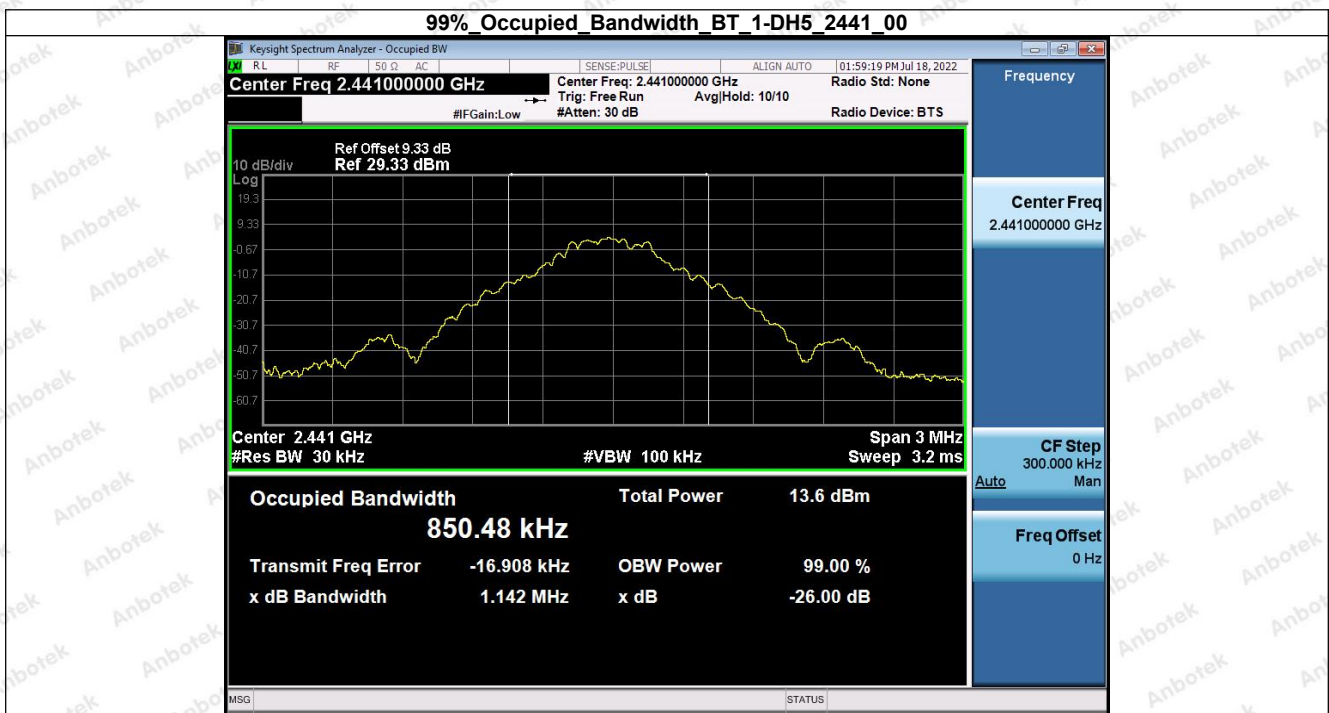 99%_Occupied_Bandwidth_BT_1-DH5_2441_00
Keysight Spectrum Analyzer - Occupied BW
RL RF 50 Ω AC SENSE:PULSE ALIGN AUTO 01:59:19 PM Jul 18, 2022
Center Freq 2.441000000 GHz
Center Freq: 2.441000000 GHz Radio Std: None
Trig: Free Run Avg|Hold: 10/10
#IFGain:Low #Atten: 30 dB Radio Device: BTS
Frequency
Ref Offset 9.33 dB
10 dB/div Ref 29.33 dBm
Log
19.3
9.33
-0.67
-10.7
-20.7
-30.7
-40.7
-50.7
-60.7
Center 2.441 GHz Span 3 MHz
#Res BW 30 kHz #VBW 100 kHz Sweep 3.2 ms
Occupied Bandwidth Total Power 13.6 dBm
850.48 kHz
Transmit Freq Error -16.908 kHz OBW Power 99.00 %
x dB Bandwidth 1.142 MHz x dB -26.00 dB
Center Freq
2.441000000 GHz
CF Step
300.000 kHz
Auto Man
Freq Offset
0 Hz
MSG STATUS
Anbotek